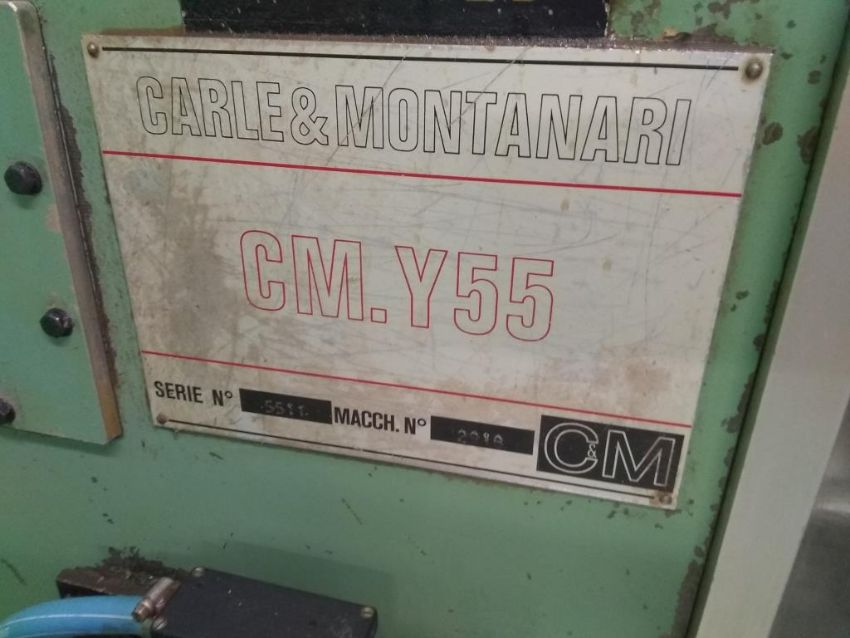 CARLE & MONTANARI
CM.Y55
SERIE N° 5511 MACCH. N°
C&M